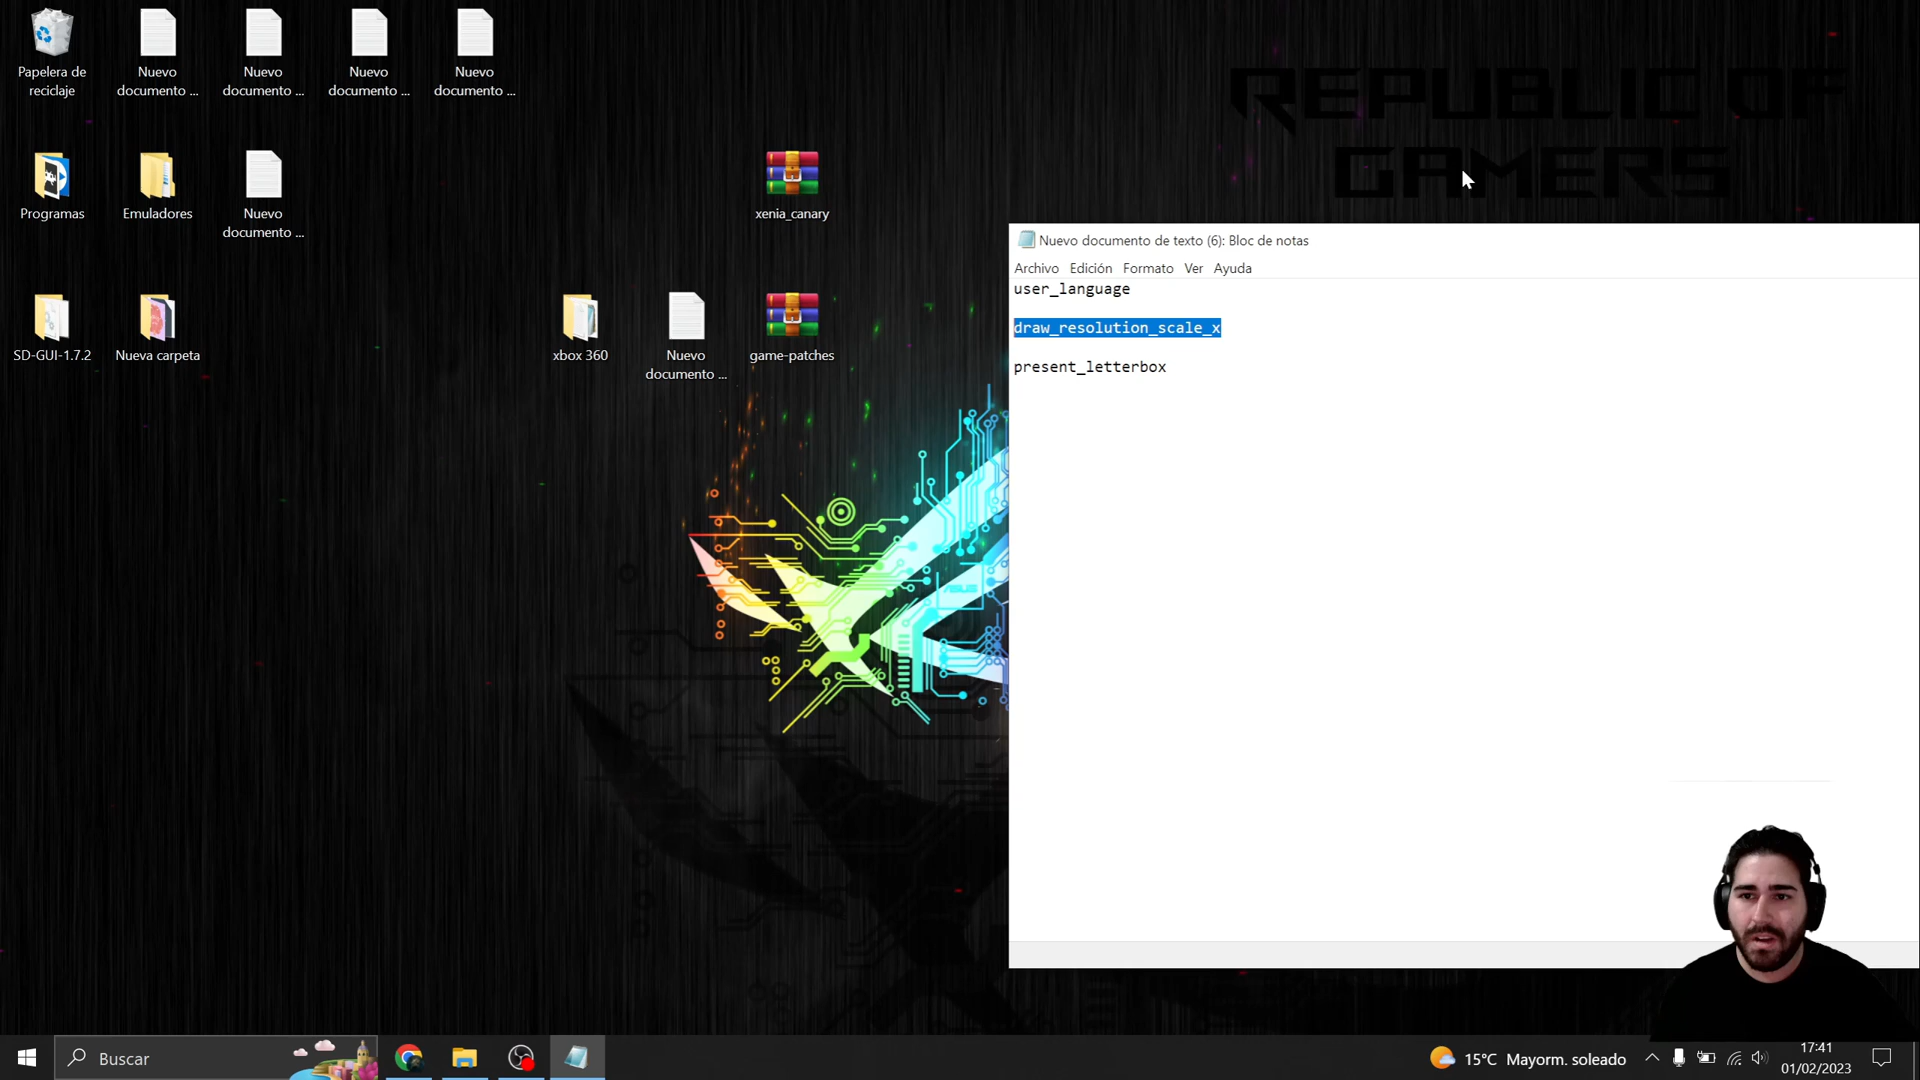 REPUBLIC OF
GAMERS
Papelera de
reciclaje
Nuevo
documento ...
Nuevo
documento ...
Nuevo
documento ...
Nuevo
documento ...
Programas
Emuladores
Nuevo
documento ...
xenia_canary
SD-GUI-1.7.2
Nueva carpeta
xbox 360
Nuevo
documento ...
game-patches
Nuevo documento de texto (6): Bloc de notas
Archivo Edición Formato Ver Ayuda
user_language
draw_resolution_scale_x
present_letterbox
Buscar
15°C Mayorm. soleado
17:41
01/02/2023